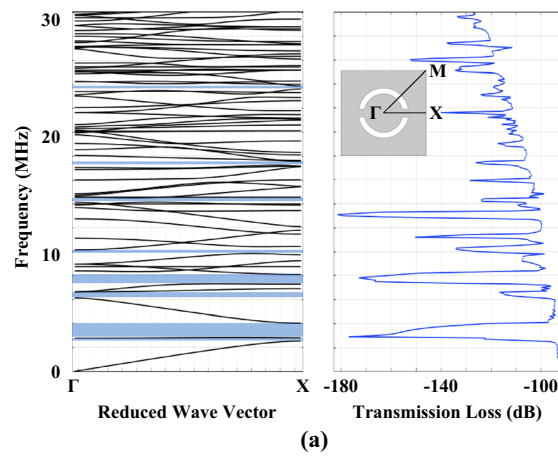 30
20
10
0
Frequency (MHz)
Γ
X
Reduced Wave Vector
M
Γ
X
-180
-140
-100
Transmission Loss (dB)
(a)